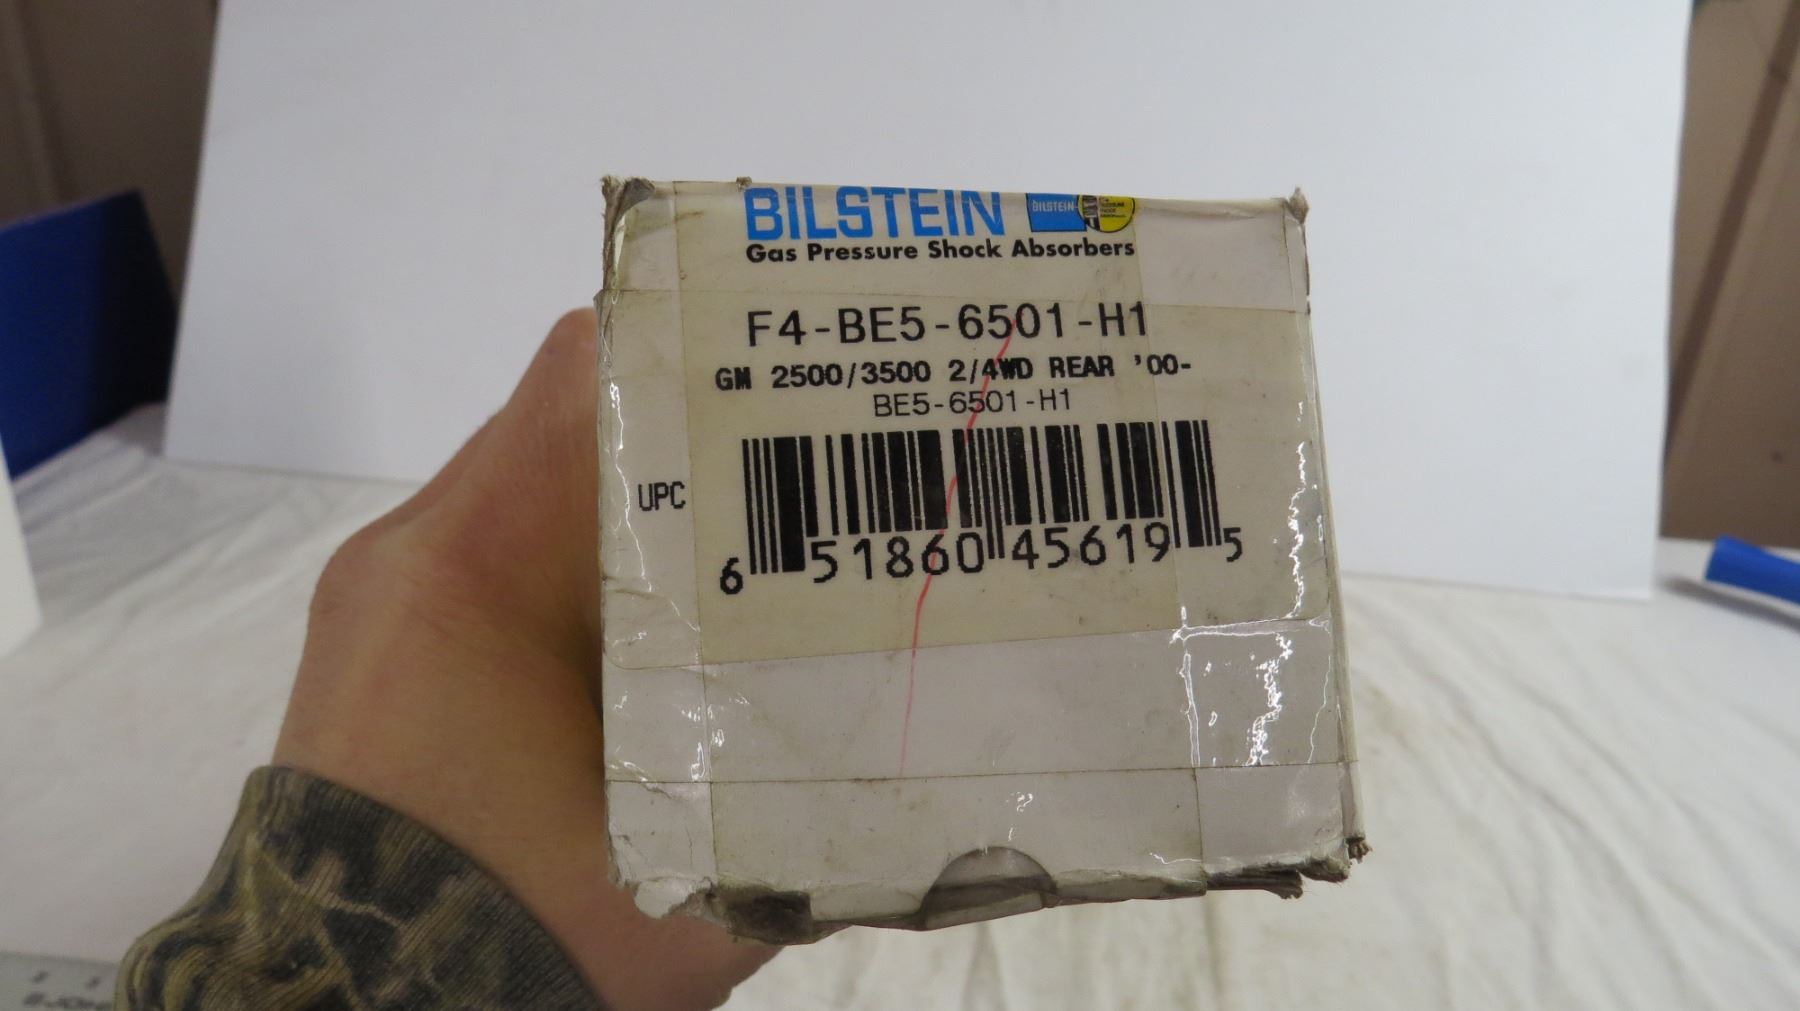 BILSTEIN
BILSTEIN
Gas Pressure Shock Absorbers
F4-BE5-6501-H1
GM 2500/3500 2/4WD REAR '00-
BE5-6501-H1
UPC
6 51860 45619 5